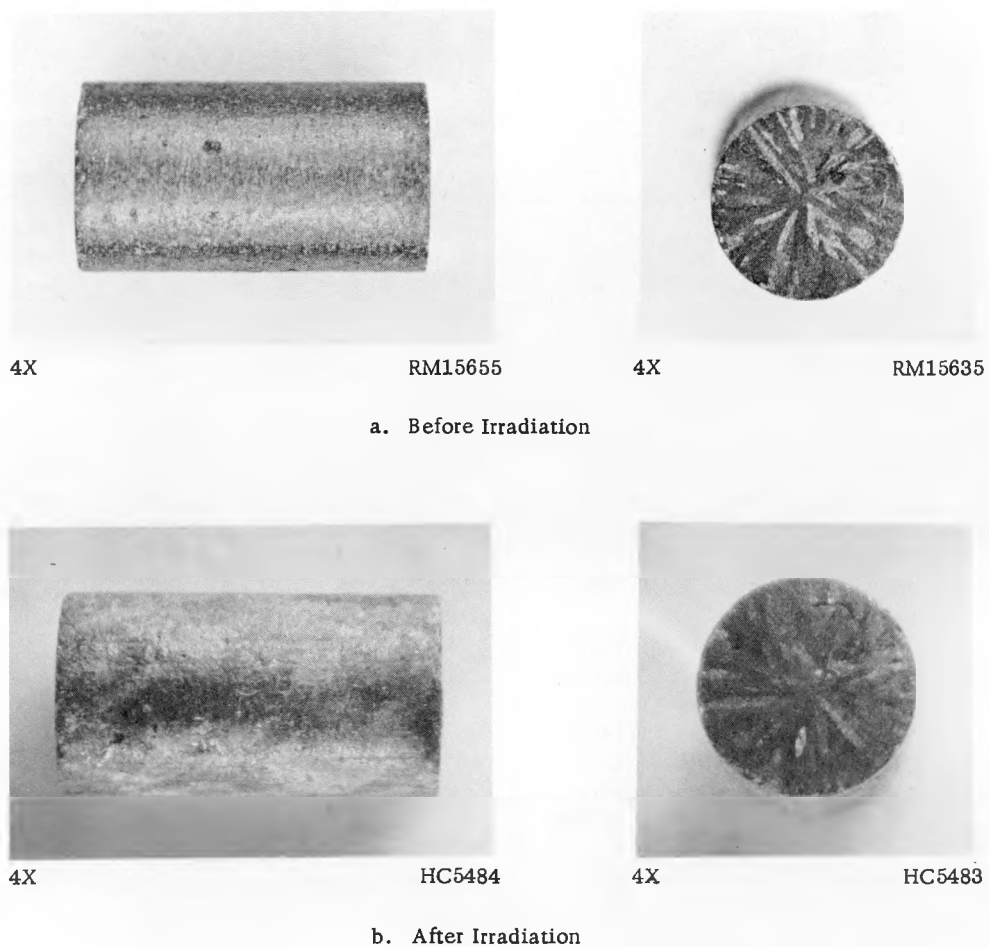 4X RM15655 4X RM15635
a. Before Irradiation
4X HC5484 4X HC5483
b. After Irradiation